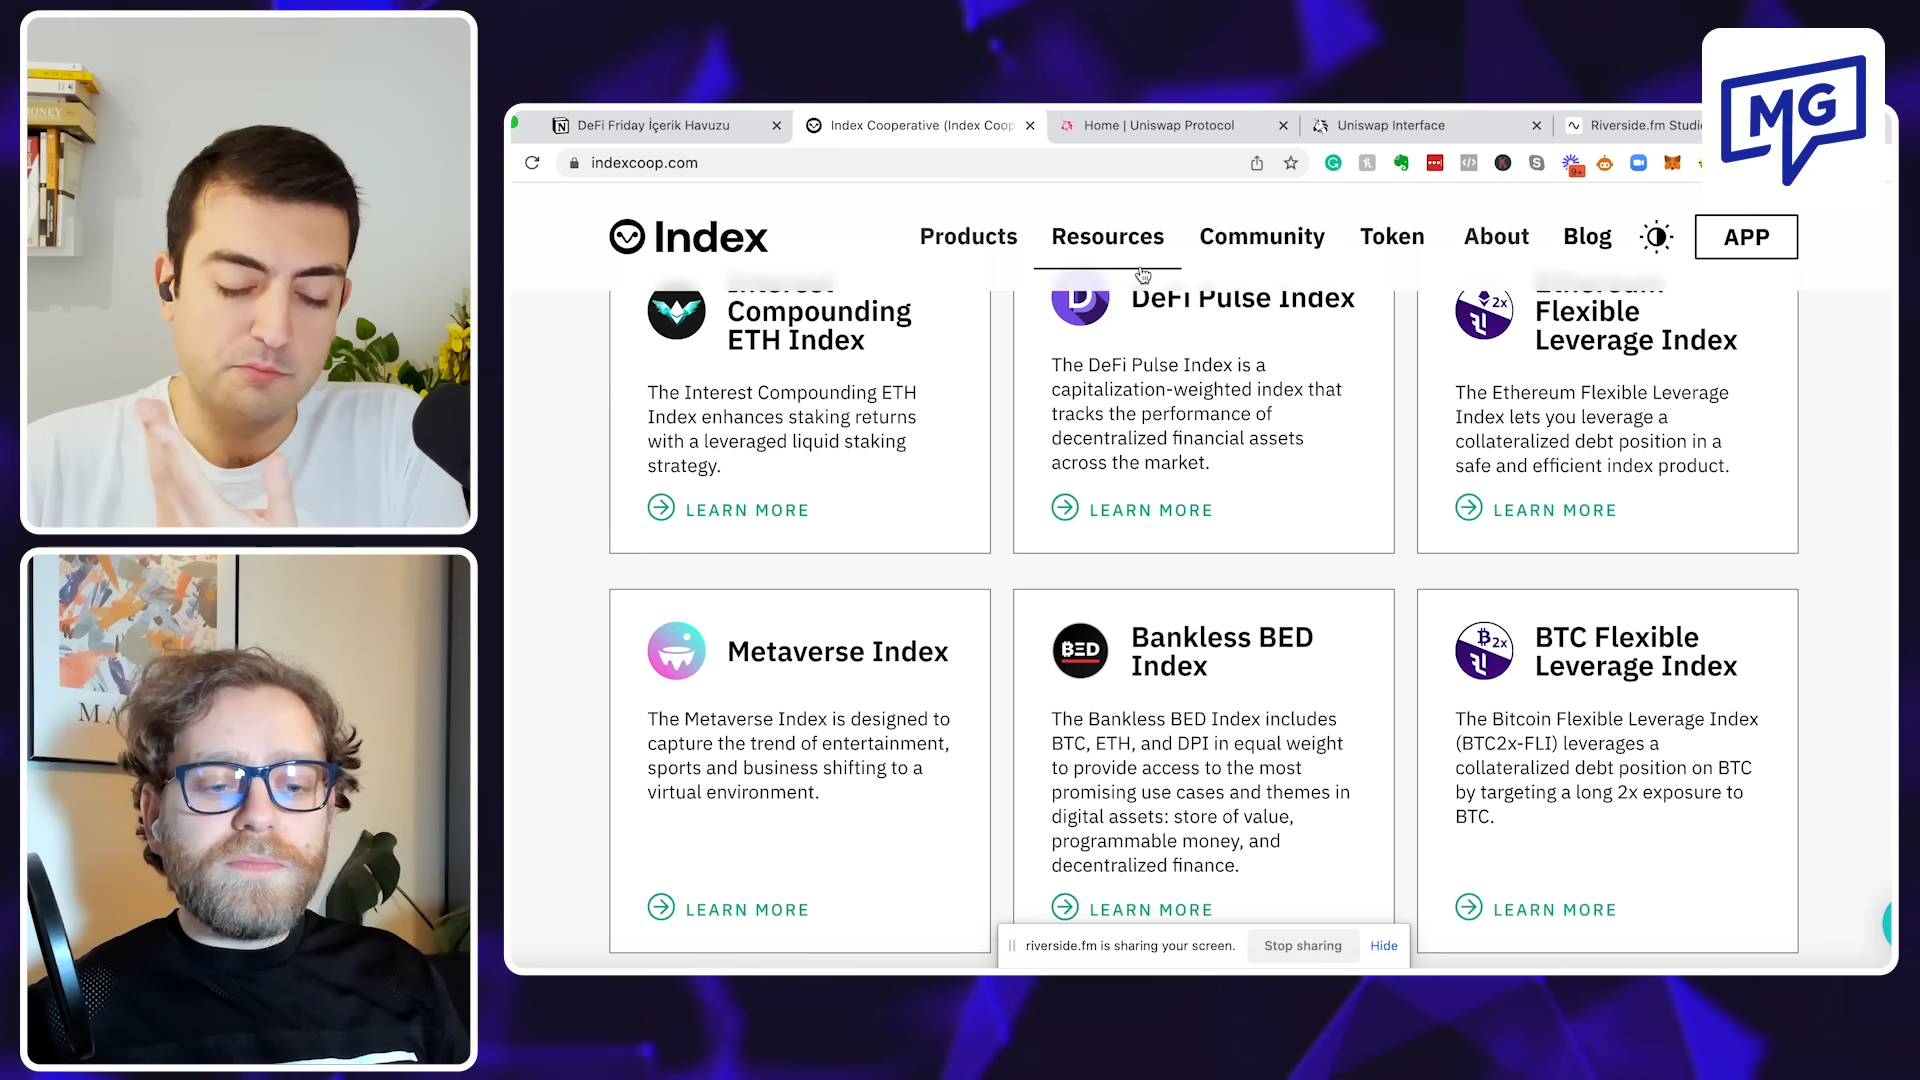 MONEY
MA
MG
DeFi Friday İçerik Havuzu
Index Cooperative (Index Coop
Home | Uniswap Protocol
Uniswap Interface
Riverside.fm Studi
indexcoop.com
9+
Index
Products
Resources
Community
Token
About
Blog
APP
Interest
Compounding
ETH Index
The Interest Compounding ETH
Index enhances staking returns
with a leveraged liquid staking
strategy.
LEARN MORE
DeFi Pulse Index
The DeFi Pulse Index is a
capitalization-weighted index that
tracks the performance of
decentralized financial assets
across the market.
LEARN MORE
2x
Ethereum
Flexible
Leverage Index
The Ethereum Flexible Leverage
Index lets you leverage a
collateralized debt position in a
safe and efficient index product.
LEARN MORE
Metaverse Index
The Metaverse Index is designed to
capture the trend of entertainment,
sports and business shifting to a
virtual environment.
LEARN MORE
BED
Bankless BED
Index
The Bankless BED Index includes
BTC, ETH, and DPI in equal weight
to provide access to the most
promising use cases and themes in
digital assets: store of value,
programmable money, and
decentralized finance.
LEARN MORE
2x
BTC Flexible
Leverage Index
The Bitcoin Flexible Leverage Index
(BTC2x-FLI) leverages a
collateralized debt position on BTC
by targeting a long 2x exposure to
BTC.
LEARN MORE
riverside.fm is sharing your screen.
Stop sharing
Hide